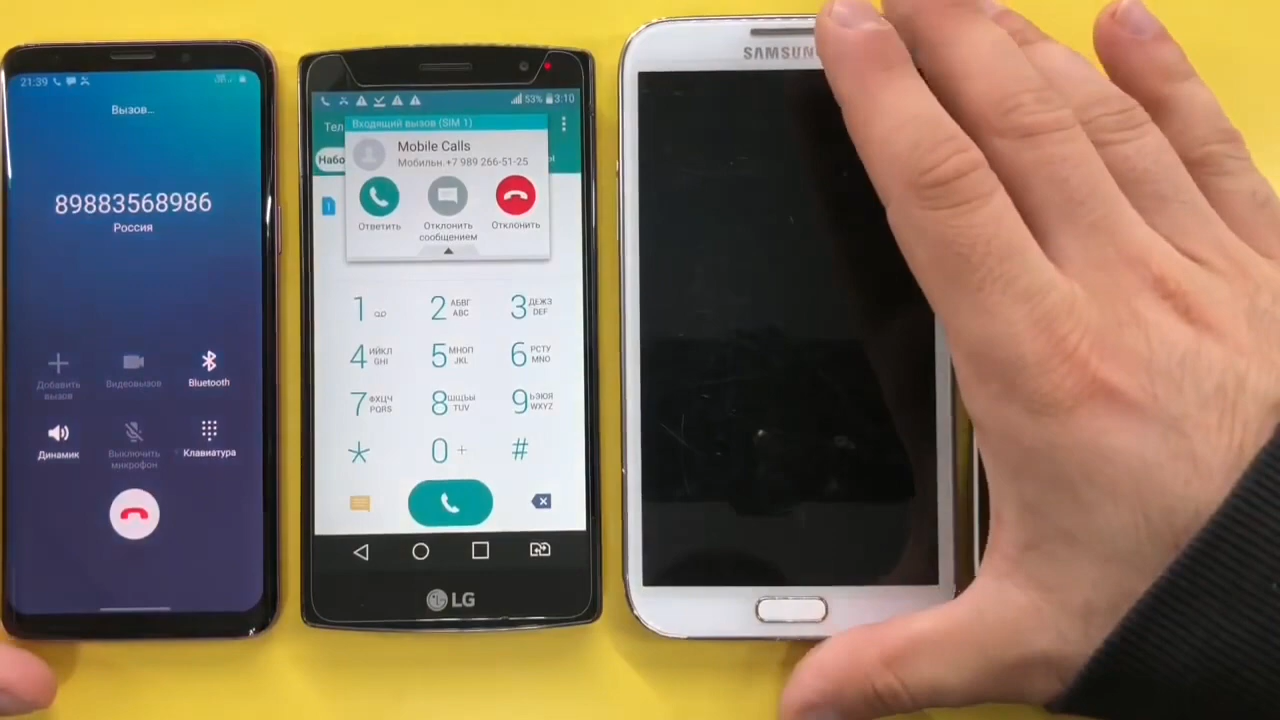 21:39
Вызов...
89883568986
Россия
Добавить
вызов
Видеовызов
Bluetooth
Динамик
Выключить
микрофон
Клавиатура
53% 3:10
Тел
Входящий вызов (SIM 1)
Набо
Mobile Calls
Мобильн.+7 989 266-51-25
Ответить
Отклонить
сообщением
Отклонить
1
2 АБВГ ABC
3 ДЕЖЗ DEF
4 ИЙКЛ GHI
5 МНОП JKL
6 РСТУ MNO
7 ФХЦЧ PQRS
8 ШЩЪЫ TUV
9 ЬЭЮЯ WXYZ
*
0 +
#
LG
SAMSUN